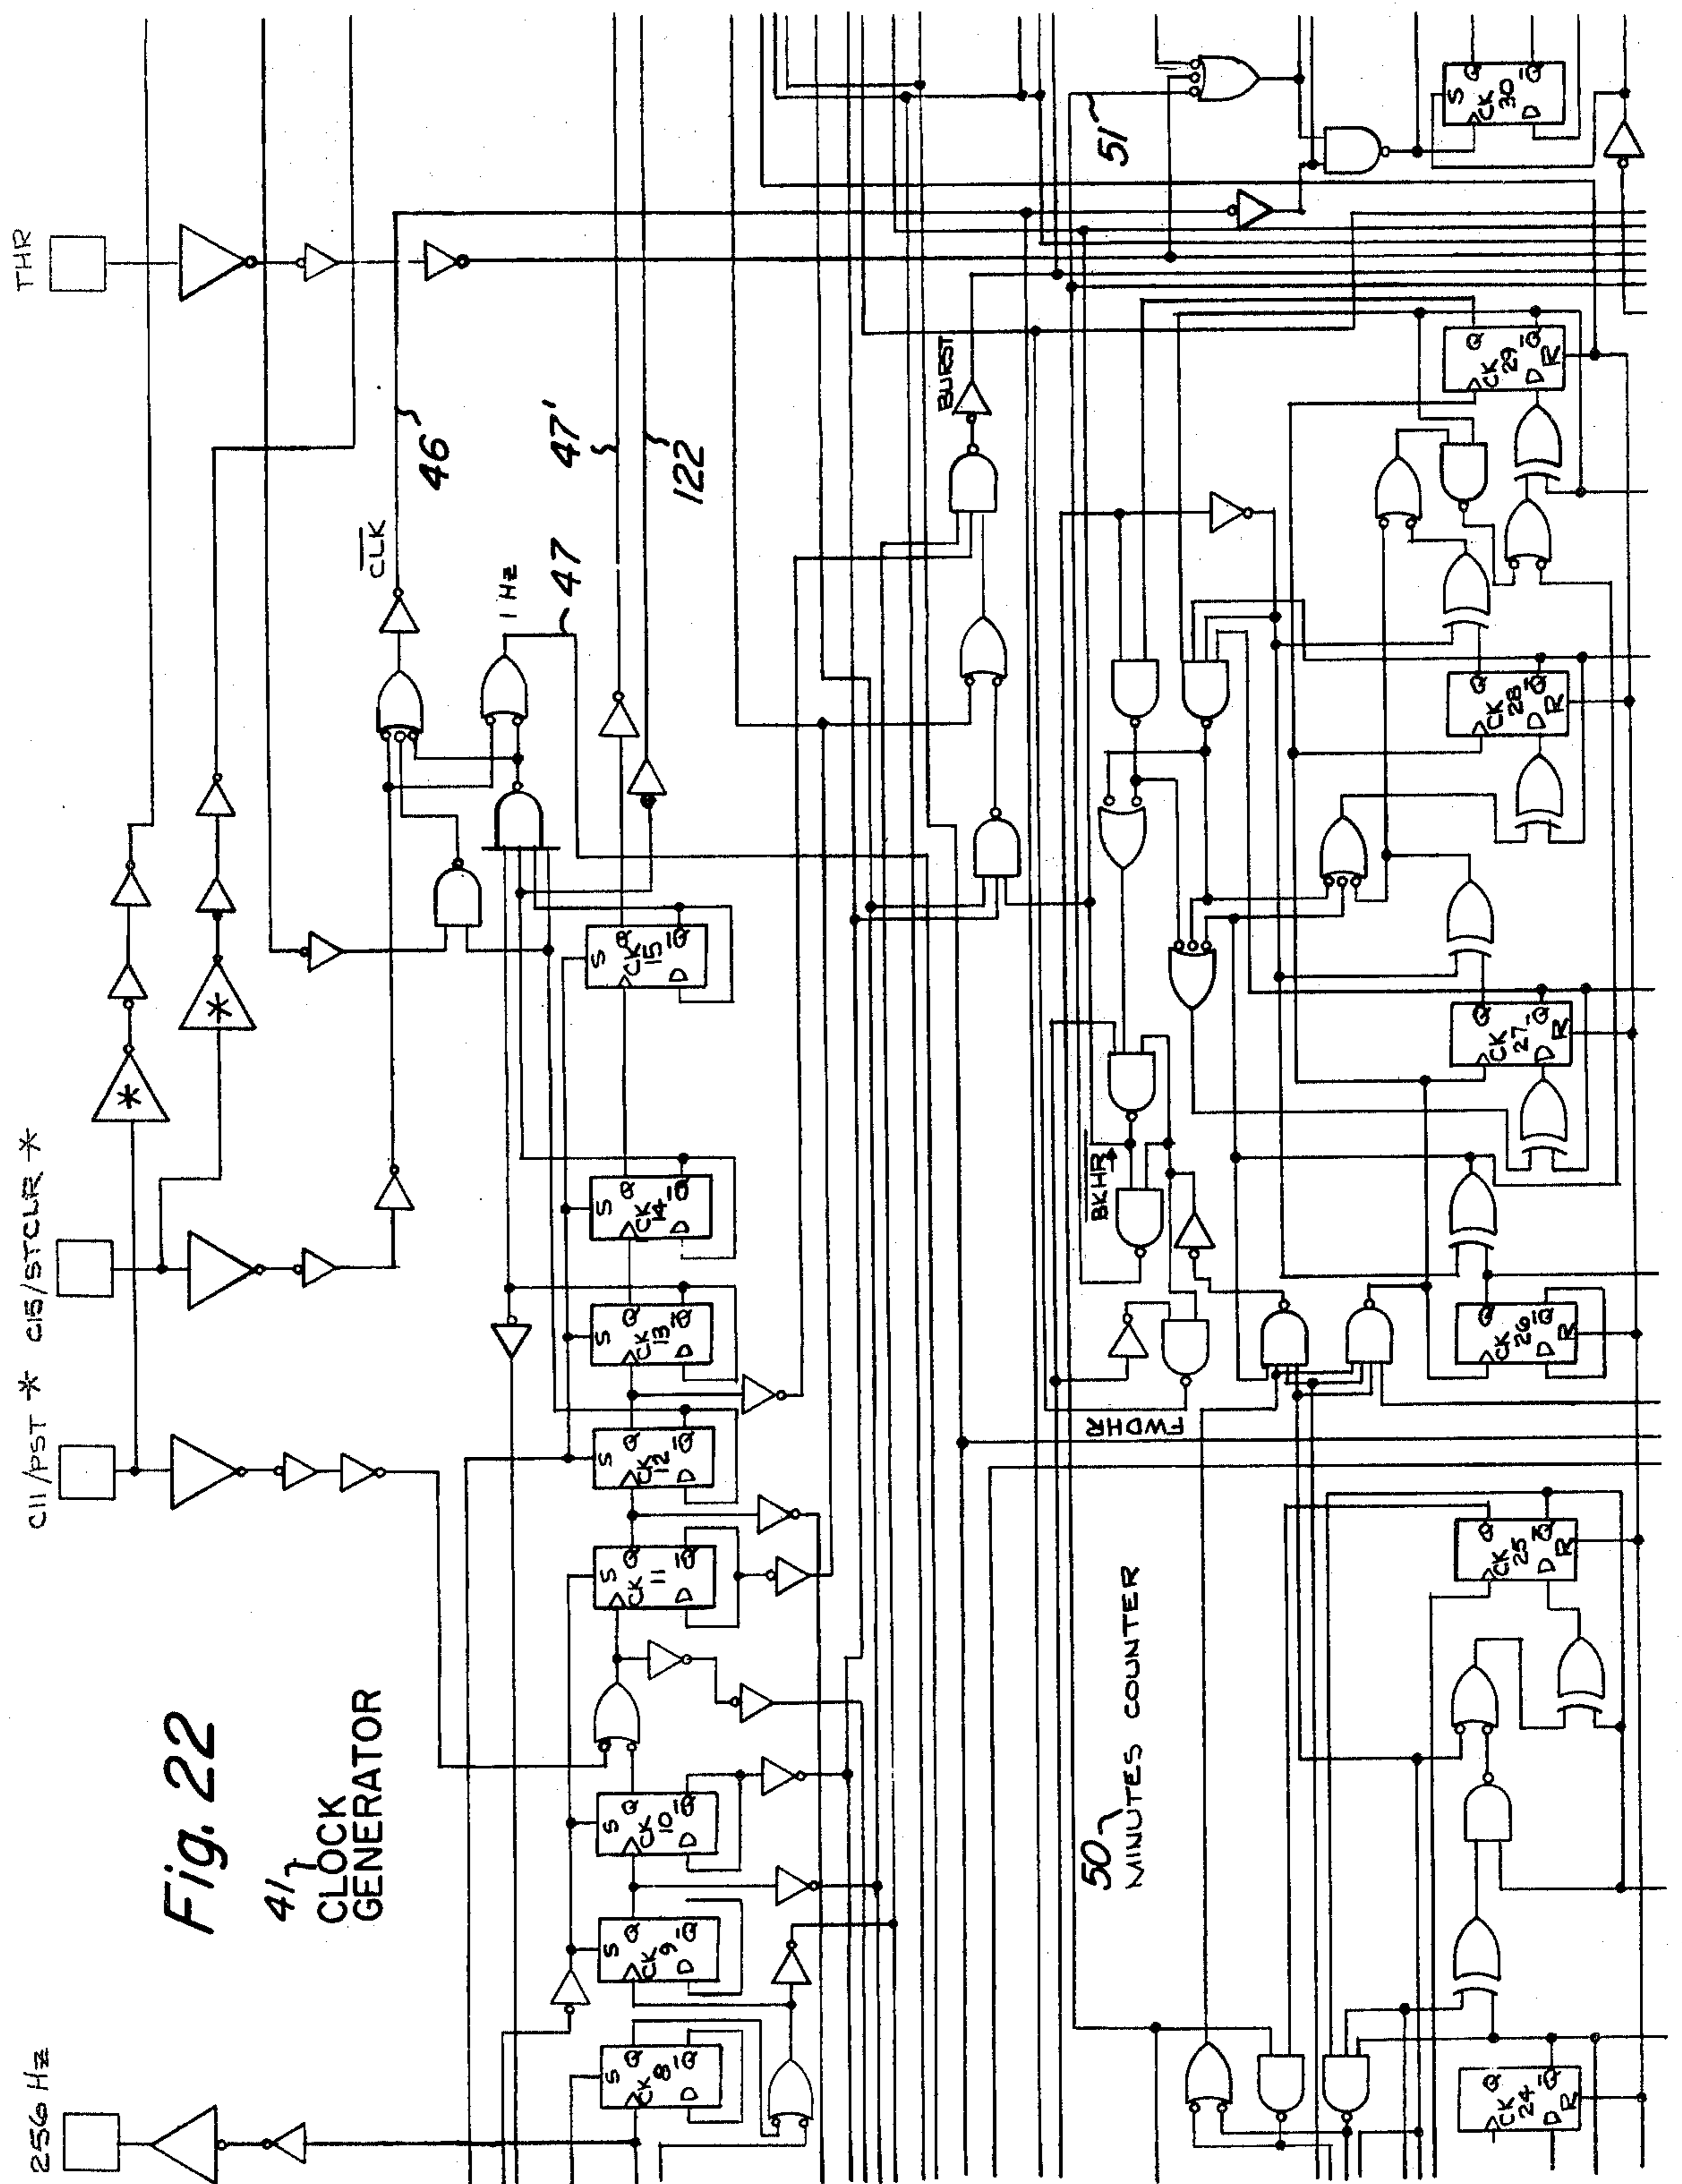 256 Hz
C11/PST * C15/STCLR *
THR
Fig. 22
41
CLOCK
GENERATOR
*
*
CLK
46
1 Hz
47
47'
122
S
CK
8
Q
D
Q
S
CK
9
Q
D
Q
S
CK
10
Q
D
Q
S
CK
11
Q
D
Q
S
CK
12
Q
D
Q
S
CK
13
Q
D
Q
S
CK
14
Q
D
Q
S
CK
15
Q
D
Q
BURST
51
50
MINUTES COUNTER
FWDHR
BKHR
CK
24
Q
D
Q
R
CK
25
Q
D
Q
R
CK
26
Q
D
Q
R
CK
27
Q
D
Q
R
CK
28
Q
D
Q
R
CK
29
Q
D
Q
R
S
CK
30
Q
D
Q